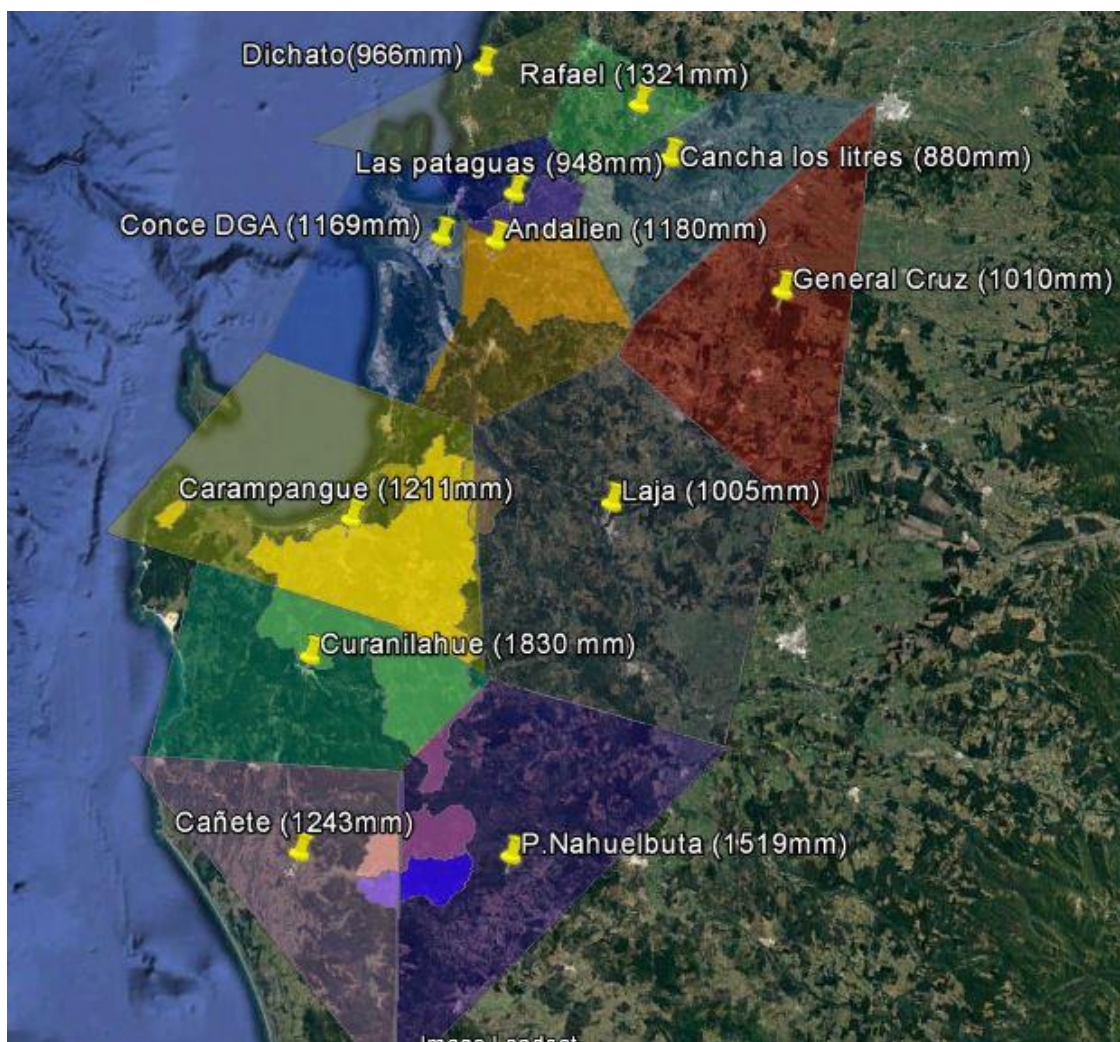 Dichato(966mm)
Rafael (1321mm)
Las pataguas (948mm)
Cancha los litres (880mm)
Conce DGA (1169mm)
Andalien (1180mm)
General Cruz (1010mm)
Carampangue (1211mm)
Laja (1005mm)
Curanilahue (1830 mm)
Cañete (1243mm)
P.Nahuelbuta (1519mm)